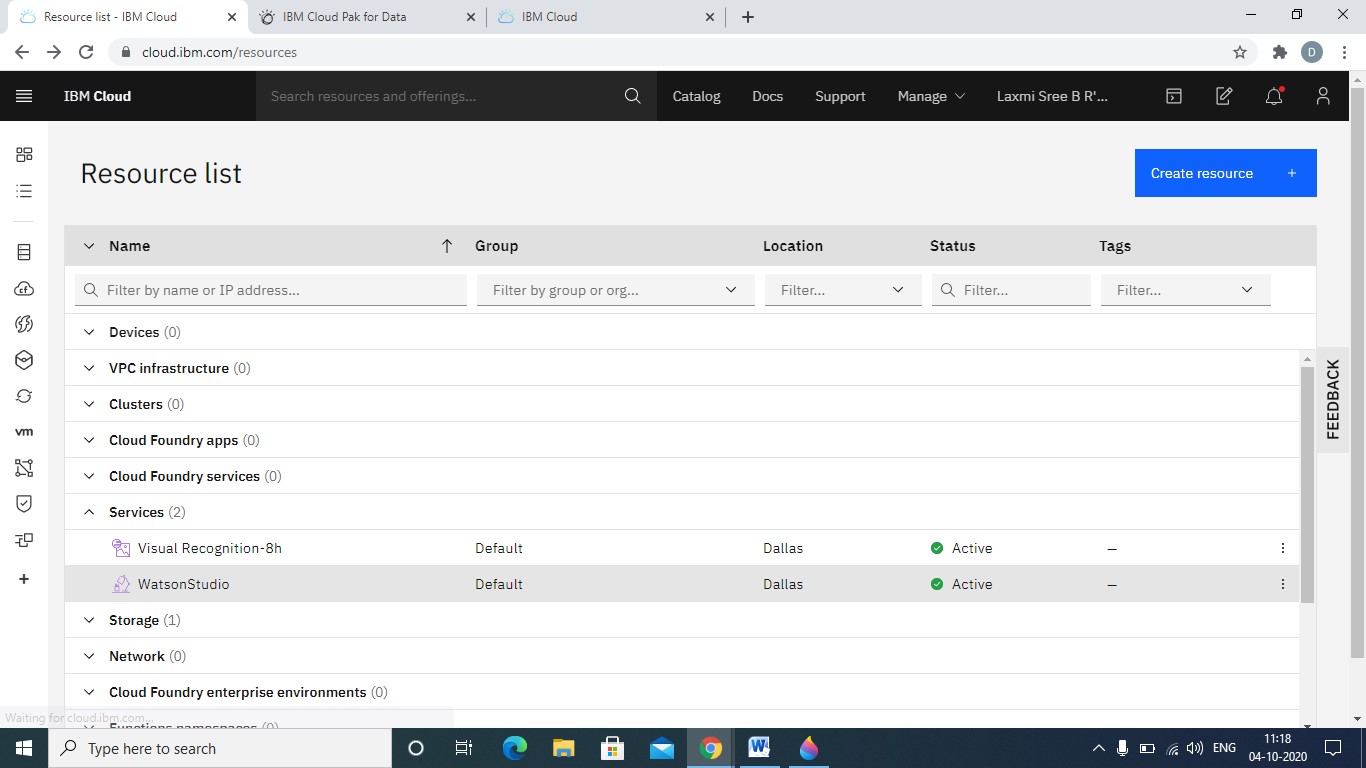 Resource list - IBM Cloud
IBM Cloud Pak for Data
IBM Cloud
cloud.ibm.com/resources
D
IBM Cloud
Search resources and offerings...
Catalog
Docs
Support
Manage
Laxmi Sree B R'...
Resource list
Create resource +
Name
Group
Location
Status
Tags
Filter by name or IP address...
Filter by group or org...
Filter...
Filter...
Filter...
Devices (0)
VPC infrastructure (0)
Clusters (0)
Cloud Foundry apps (0)
Cloud Foundry services (0)
Services (2)
Visual Recognition-8h Default Dallas Active –
WatsonStudio Default Dallas Active –
Storage (1)
Network (0)
Cloud Foundry enterprise environments (0)
Functions namespaces (0)
cf
vm
FEEDBACK
Waiting for cloud.ibm.com...
Type here to search
W
ENG
11:18
04-10-2020